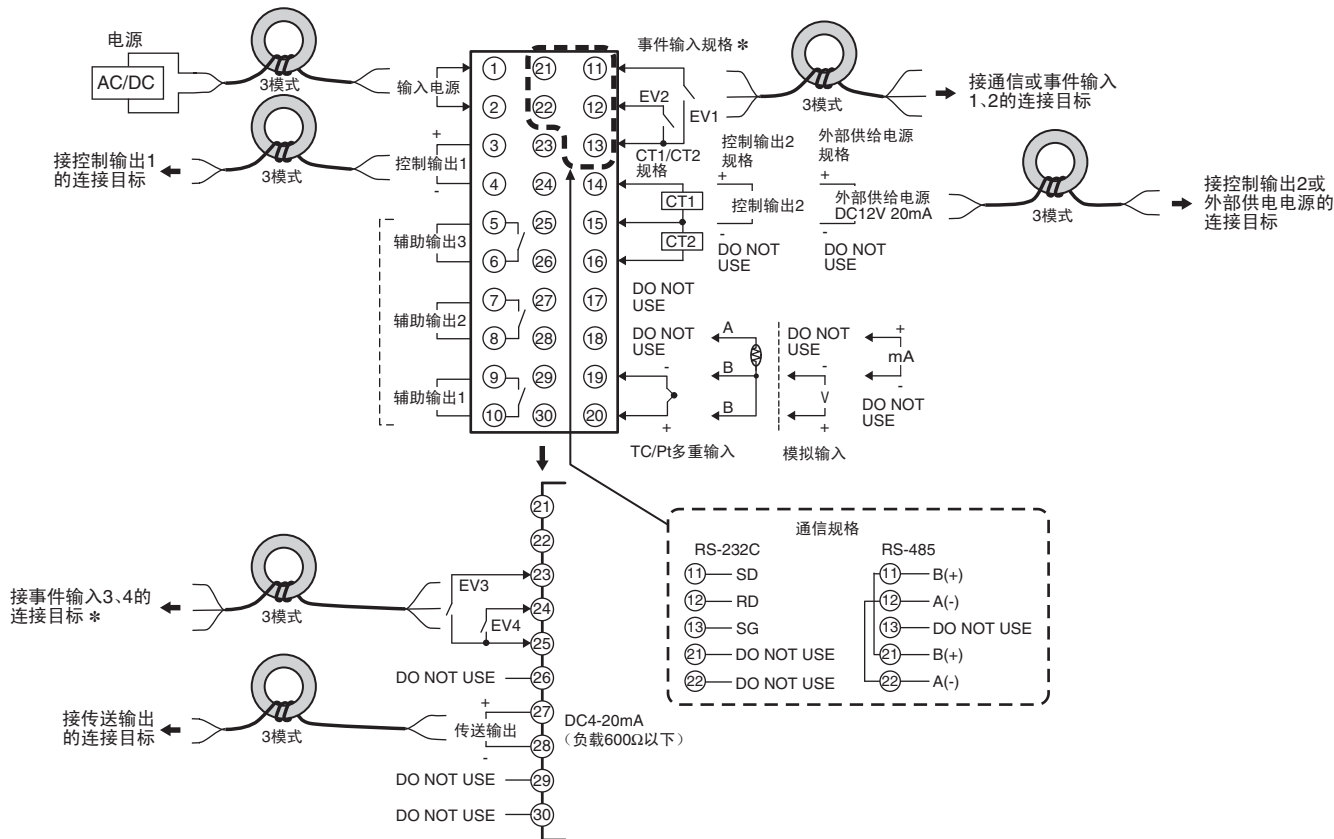 电源
AC/DC
3模式
输入电源
接控制输出1
的连接目标
3模式
+
控制输出1
-
辅助输出3
辅助输出2
辅助输出1
1
2
3
4
5
6
7
8
9
10
21
22
23
24
25
26
27
28
29
30
11
12
13
14
15
16
17
18
19
20
事件输入规格＊
EV2
EV1
3模式
接通信或事件输入
1、2的连接目标
CT1/CT2
规格
CT1
CT2
控制输出2
规格
+
控制输出2
-
DO NOT
USE
外部供给电源
规格
+
外部供给电源
DC12V 20mA
-
DO NOT
USE
3模式
接控制输出2或
外部供电电源的
连接目标
DO NOT
USE
DO NOT
USE
-
+
A
B
B
TC/Pt多重输入
DO NOT
USE
-
V
+
+
mA
-
DO NOT
USE
模拟输入
21
22
23
24
25
26
27
28
29
30
接事件输入3、4的
连接目标＊
3模式
EV3
EV4
DO NOT USE
接传送输出
的连接目标
3模式
+
传送输出
-
DC4-20mA
（负载600Ω以下）
DO NOT USE
DO NOT USE
通信规格
RS-232C
11 SD
12 RD
13 SG
21 DO NOT USE
22 DO NOT USE
RS-485
11 B(+)
12 A(-)
13 DO NOT USE
21 B(+)
22 A(-)